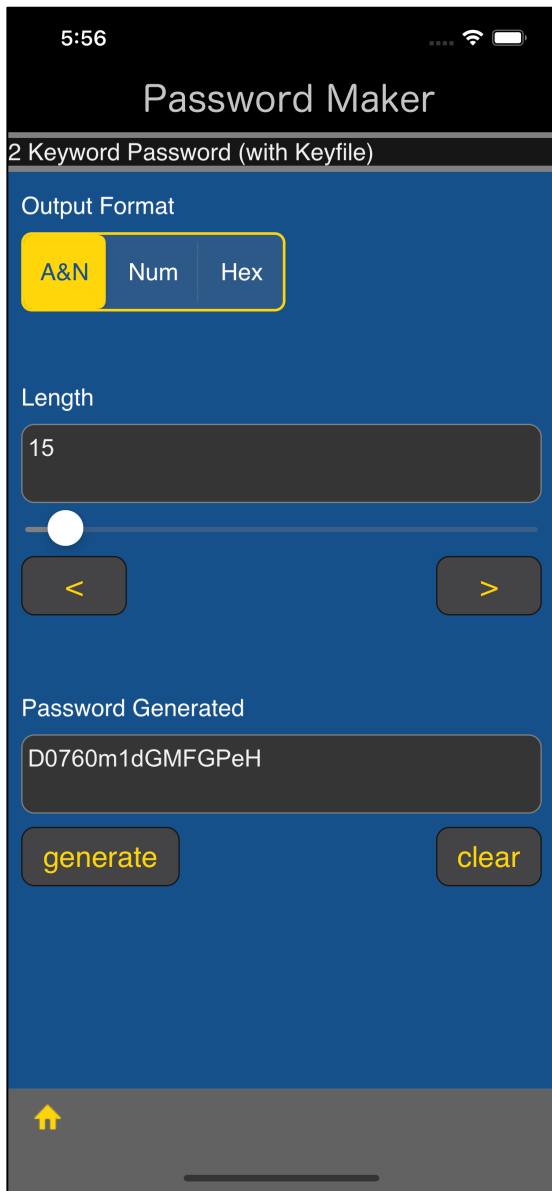 5:56
Password Maker
2 Keyword Password (with Keyfile)
Output Format
A&N Num Hex
Length
15
< >
Password Generated
D0760m1dGMFGPeH
generate clear